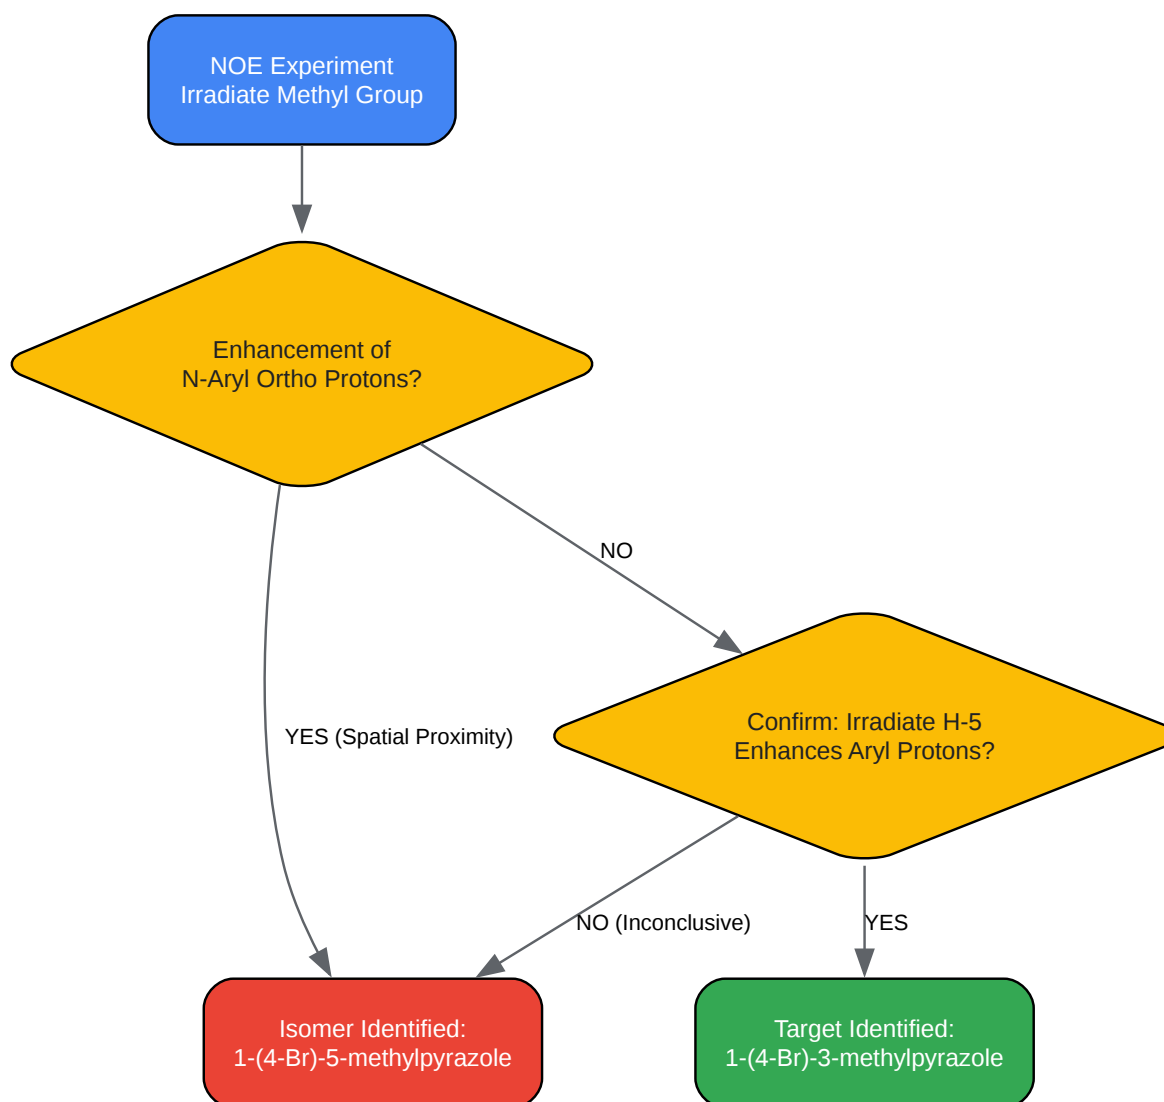 NOE Experiment
Irradiate Methyl Group
Enhancement of
N-Aryl Ortho Protons?
NO
Confirm: Irradiate H-5
Enhances Aryl Protons?
YES (Spatial Proximity)
NO (Inconclusive)
YES
Isomer Identified:
1-(4-Br)-5-methylpyrazole
Target Identified:
1-(4-Br)-3-methylpyrazole